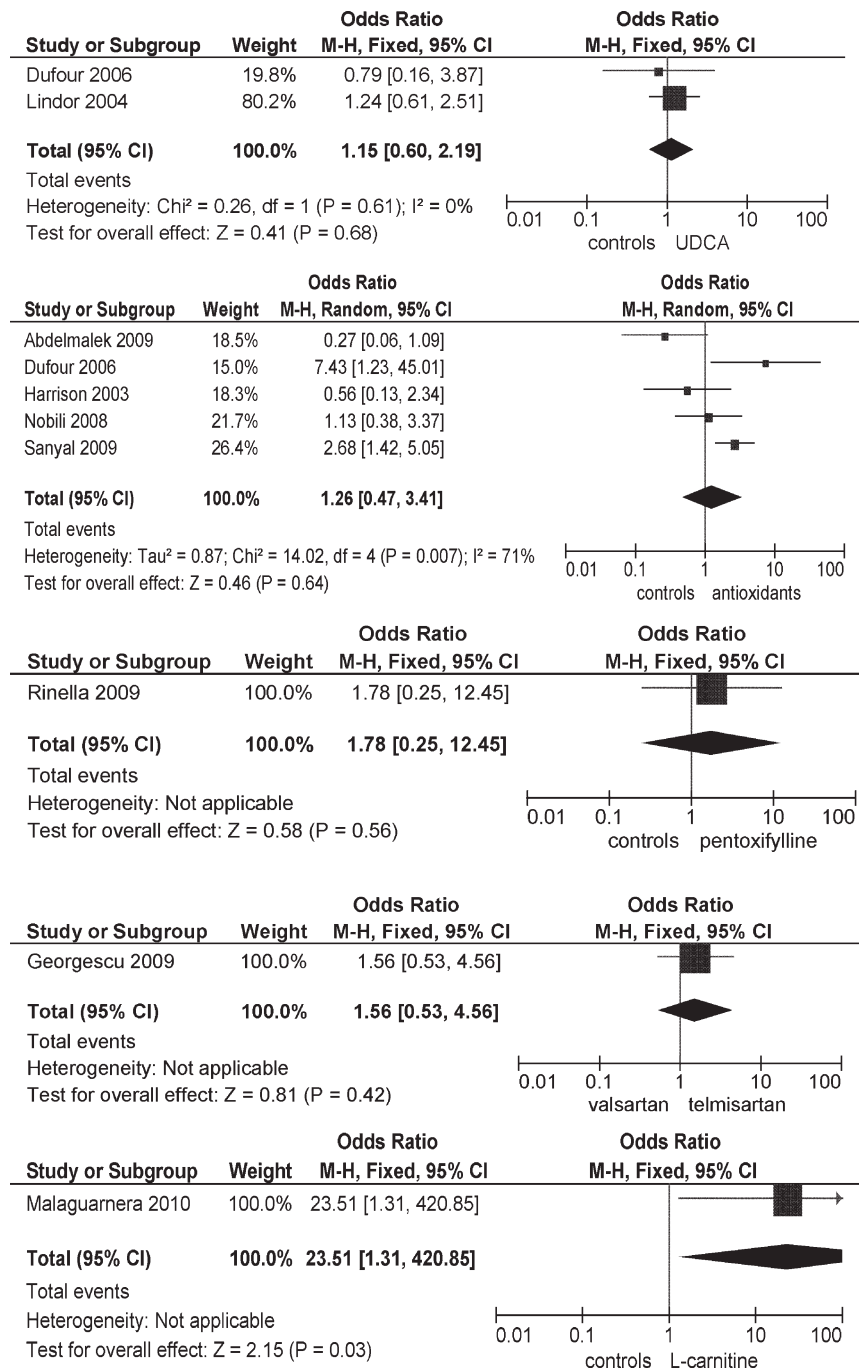 Odds Ratio Odds Ratio
Study or Subgroup Weight M-H, Fixed, 95% CI M-H, Fixed, 95% CI
Dufour 2006 19.8% 0.79 [0.16, 3.87]
Lindor 2004 80.2% 1.24 [0.61, 2.51]
Total (95% CI) 100.0% 1.15 [0.60, 2.19]
Total events
Heterogeneity: Chi² = 0.26, df = 1 (P = 0.61); I² = 0%
Test for overall effect: Z = 0.41 (P = 0.68)
0.01 0.1 1 10 100
controls UDCA
Odds Ratio Odds Ratio
Study or Subgroup Weight M-H, Random, 95% CI M-H, Random, 95% CI
Abdelmalek 2009 18.5% 0.27 [0.06, 1.09]
Dufour 2006 15.0% 7.43 [1.23, 45.01]
Harrison 2003 18.3% 0.56 [0.13, 2.34]
Nobili 2008 21.7% 1.13 [0.38, 3.37]
Sanyal 2009 26.4% 2.68 [1.42, 5.05]
Total (95% CI) 100.0% 1.26 [0.47, 3.41]
Total events
Heterogeneity: Tau² = 0.87; Chi² = 14.02, df = 4 (P = 0.007); I² = 71%
Test for overall effect: Z = 0.46 (P = 0.64)
0.01 0.1 1 10 100
controls antioxidants
Odds Ratio Odds Ratio
Study or Subgroup Weight M-H, Fixed, 95% CI M-H, Fixed, 95% CI
Rinella 2009 100.0% 1.78 [0.25, 12.45]
Total (95% CI) 100.0% 1.78 [0.25, 12.45]
Total events
Heterogeneity: Not applicable
Test for overall effect: Z = 0.58 (P = 0.56)
0.01 0.1 1 10 100
controls pentoxifylline
Odds Ratio Odds Ratio
Study or Subgroup Weight M-H, Fixed, 95% CI M-H, Fixed, 95% CI
Georgescu 2009 100.0% 1.56 [0.53, 4.56]
Total (95% CI) 100.0% 1.56 [0.53, 4.56]
Total events
Heterogeneity: Not applicable
Test for overall effect: Z = 0.81 (P = 0.42)
0.01 0.1 1 10 100
valsartan telmisartan
Odds Ratio Odds Ratio
Study or Subgroup Weight M-H, Fixed, 95% CI M-H, Fixed, 95% CI
Malaguarnera 2010 100.0% 23.51 [1.31, 420.85]
Total (95% CI) 100.0% 23.51 [1.31, 420.85]
Total events
Heterogeneity: Not applicable
Test for overall effect: Z = 2.15 (P = 0.03)
0.01 0.1 1 10 100
controls L-carnitine